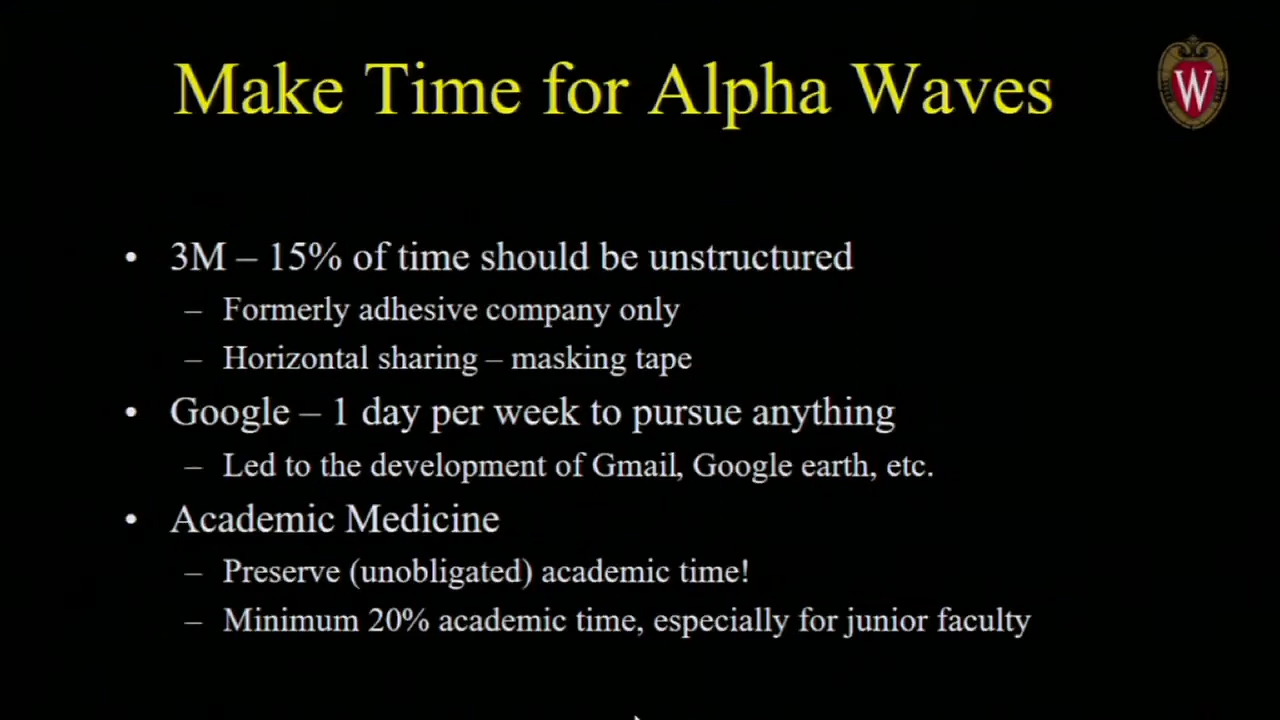 Make Time for Alpha Waves
W
• 3M – 15% of time should be unstructured
– Formerly adhesive company only
– Horizontal sharing – masking tape
• Google – 1 day per week to pursue anything
– Led to the development of Gmail, Google earth, etc.
• Academic Medicine
– Preserve (unobligated) academic time!
– Minimum 20% academic time, especially for junior faculty